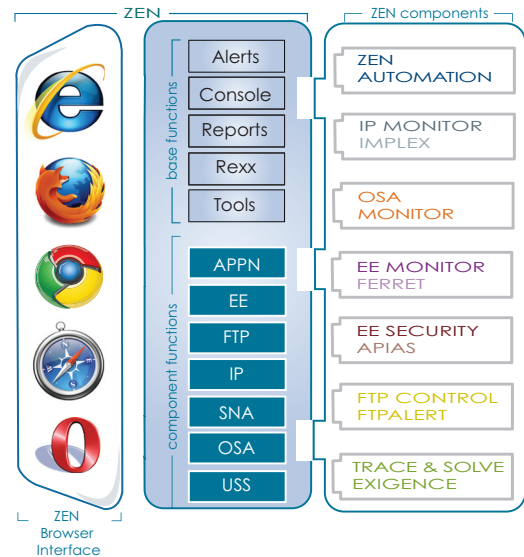 ZEN
ZEN components
base functions
Alerts
Console
Reports
Rexx
Tools
component functions
APPN
EE
FTP
IP
SNA
OSA
USS
ZEN
AUTOMATION
IP MONITOR
IMPLEX
OSA
MONITOR
EE MONITOR
FERRET
EE SECURITY
APIAS
FTP CONTROL
FTPALERT
TRACE & SOLVE
EXIGENCE
ZEN
Browser
Interface